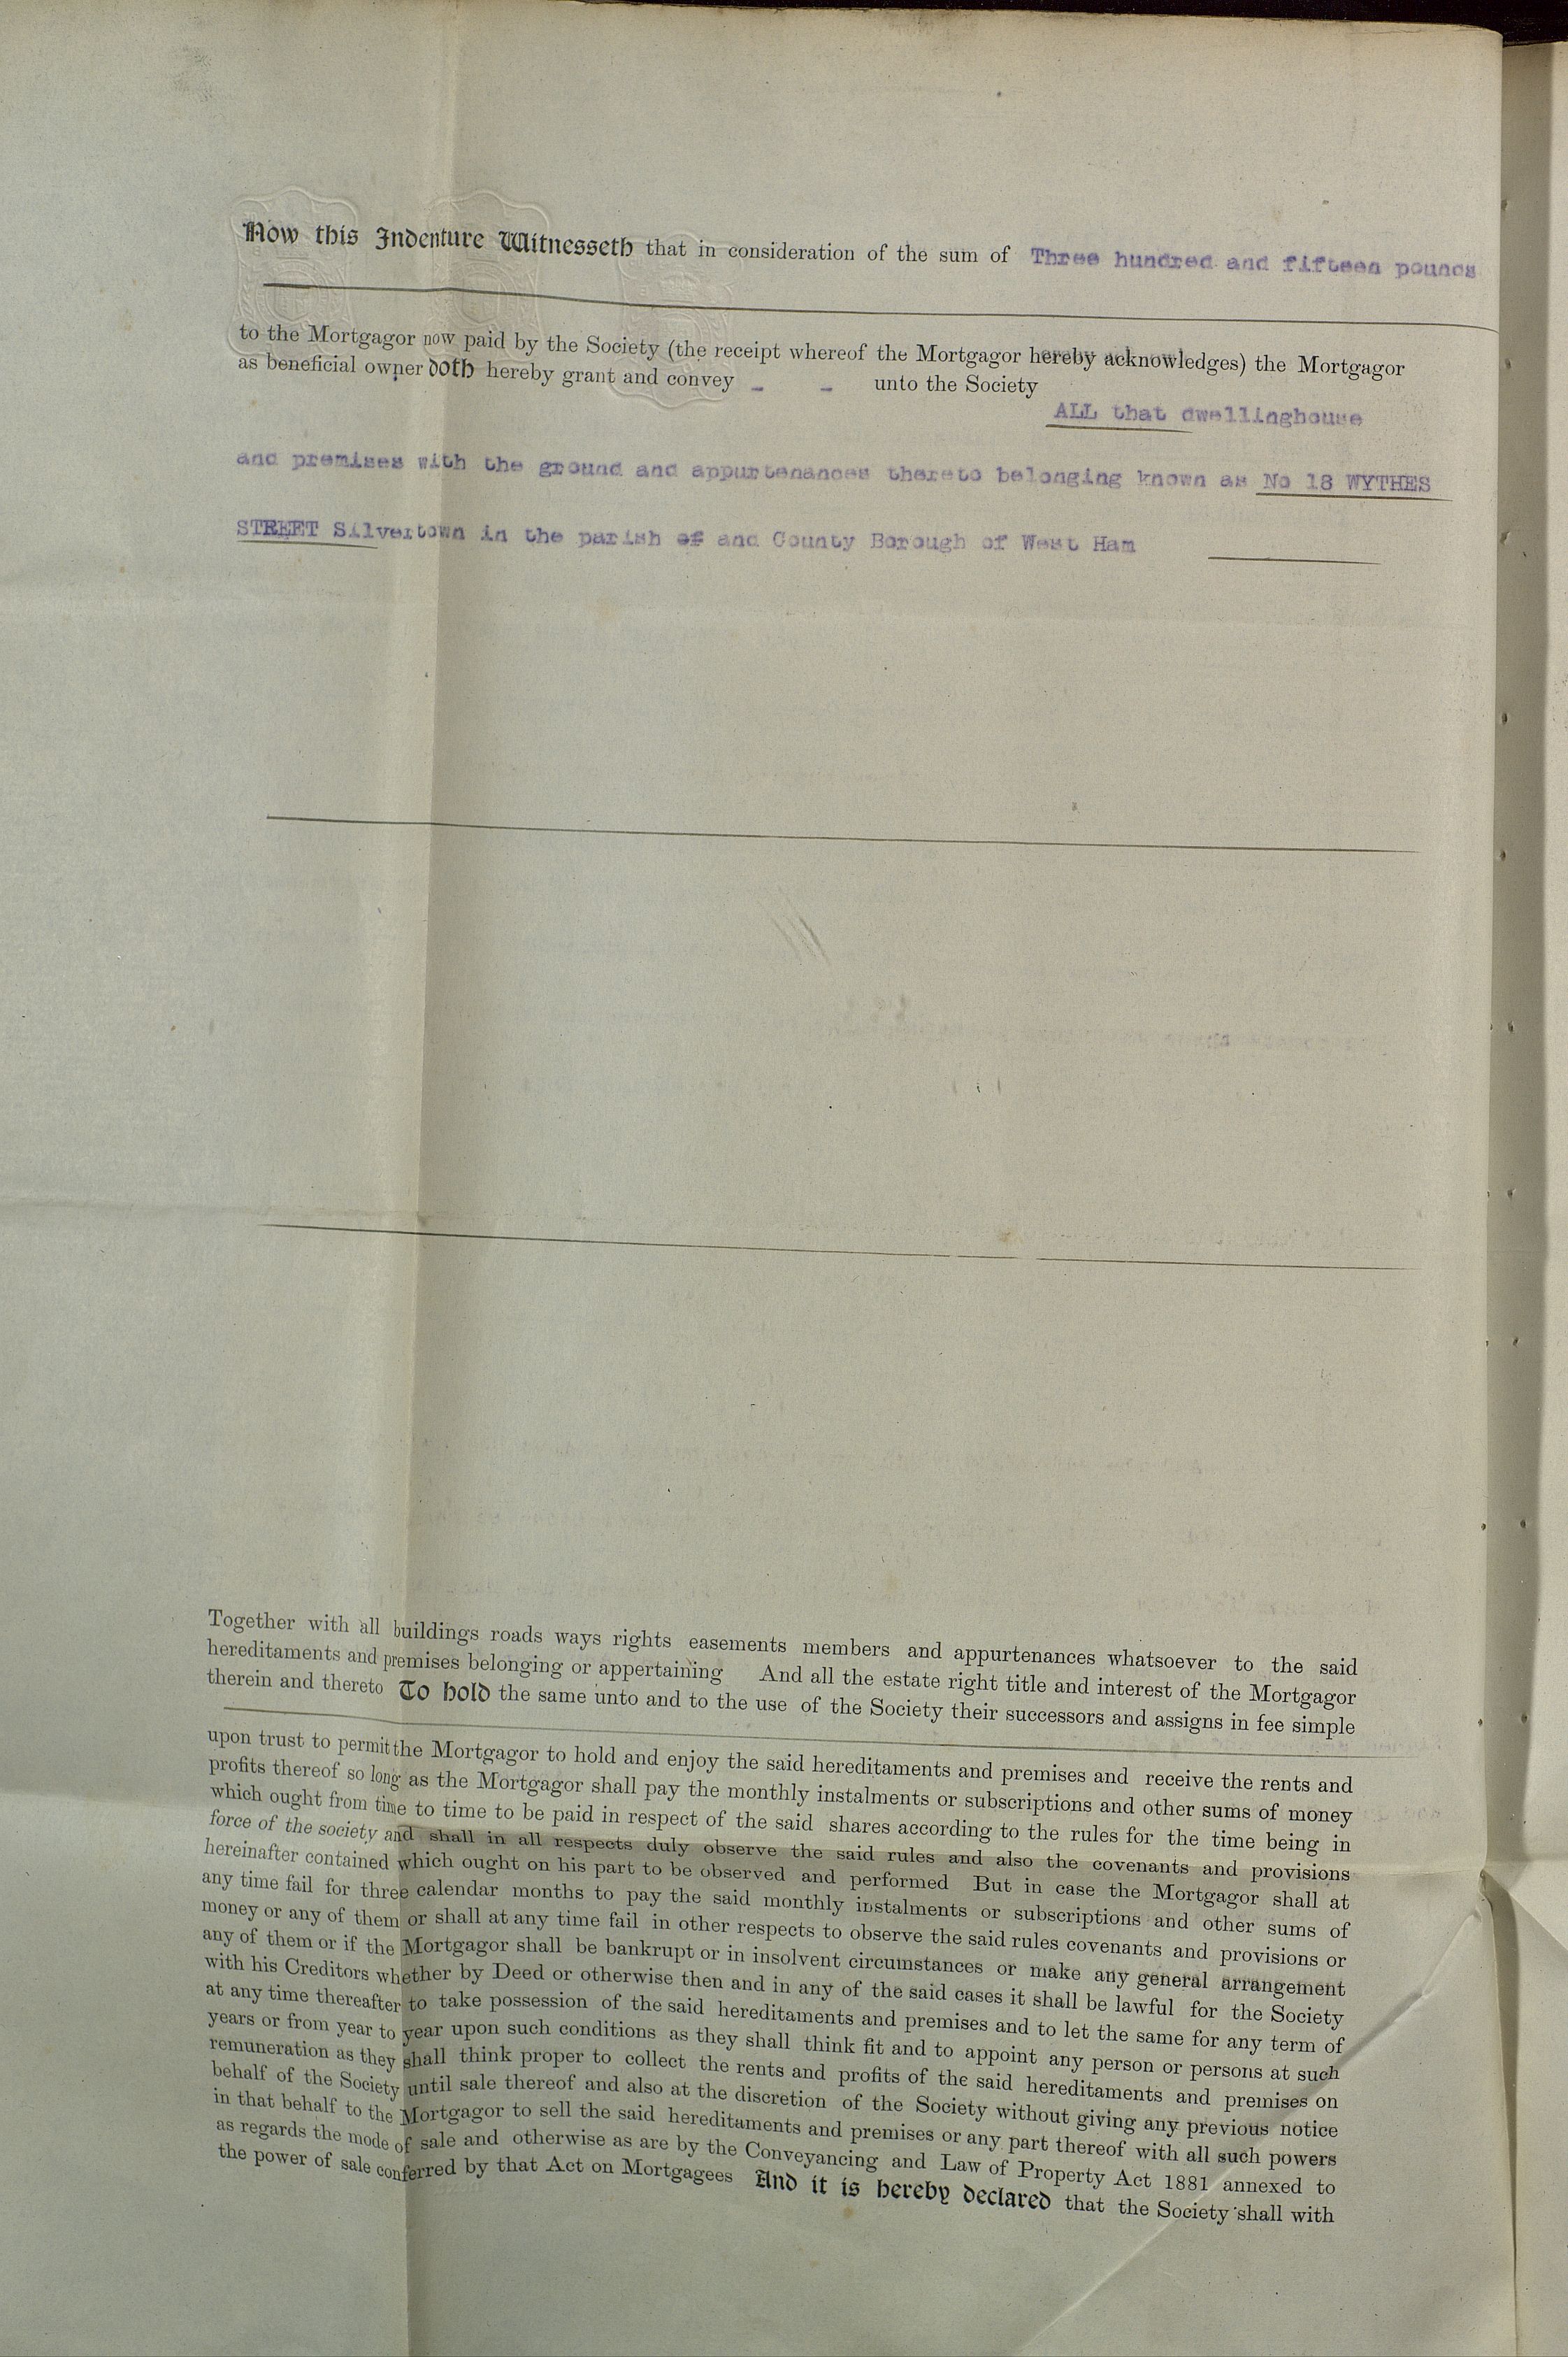 Now this Indenture Witnesseth that in consideration of the sum of Three hundred and fifteen pounds
to the Mortgagor now paid by the Society (the receipt whereof the Mortgagor hereby acknowledges) the Mortgagor
as beneficial owner doth hereby grant and convey - - unto the Society
ALL that dwellinghouse
and premises with the ground and appurtenances thereto belonging known as No 18 WYTHES
STREET Silvertown in the parish of and County Borough of West Ham
Together with all buildings roads ways rights easements members and appurtenances whatsoever to the said
hereditaments and premises belonging or appertaining And all the estate right title and interest of the Mortgagor
therein and thereto To hold the same unto and to the use of the Society their successors and assigns in fee simple
upon trust to permit the Mortgagor to hold and enjoy the said hereditaments and premises and receive the rents and
profits thereof so long as the Mortgagor shall pay the monthly instalments or subscriptions and other sums of money
which ought from time to time to be paid in respect of the said shares according to the rules for the time being in
force of the society and shall in all respects duly observe the said rules and also the covenants and provisions
hereinafter contained which ought on his part to be observed and performed But in case the Mortgagor shall at
any time fail for three calendar months to pay the said monthly instalments or subscriptions and other sums of
money or any of them or shall at any time fail in other respects to observe the said rules covenants and provisions or
any of them or if the Mortgagor shall be bankrupt or in insolvent circumstances or make any general arrangement
with his Creditors whether by Deed or otherwise then and in any of the said cases it shall be lawful for the Society
at any time thereafter to take possession of the said hereditaments and premises and to let the same for any term of
years or from year to year upon such conditions as they shall think fit and to appoint any person or persons at such
remuneration as they shall think proper to collect the rents and profits of the said hereditaments and premises on
behalf of the Society until sale thereof and also at the discretion of the Society without giving any previous notice
in that behalf to the Mortgagor to sell the said hereditaments and premises or any part thereof with all such powers
as regards the mode of sale and otherwise as are by the Conveyancing and Law of Property Act 1881 annexed to
the power of sale conferred by that Act on Mortgagees And it is hereby declared that the Society shall with